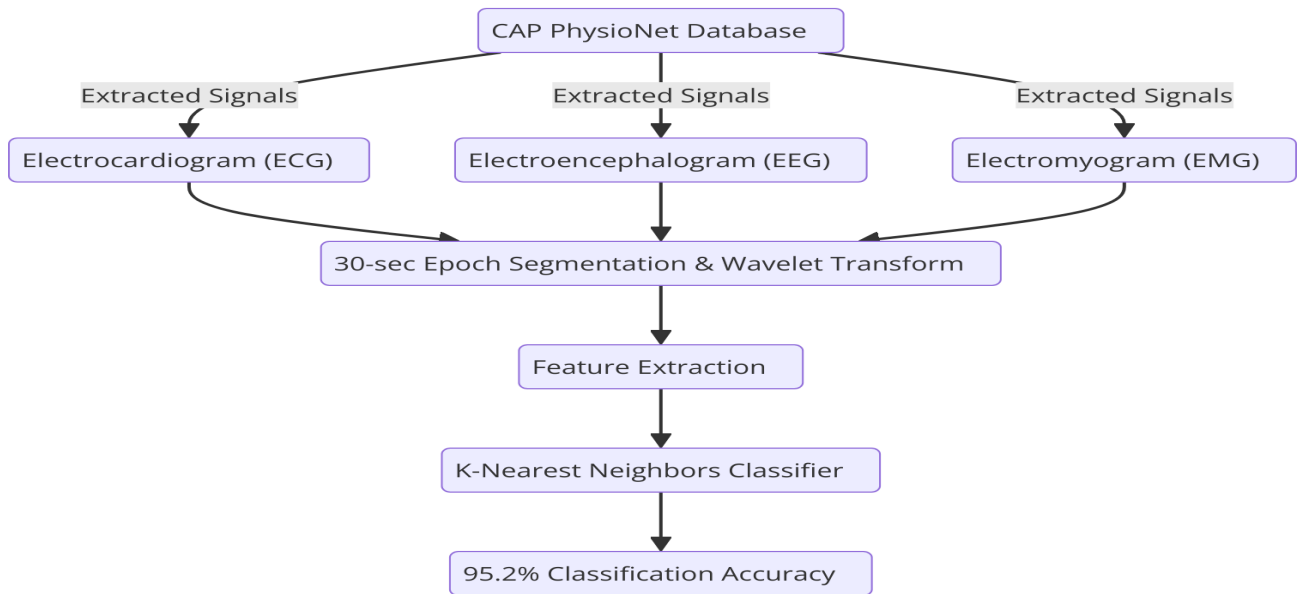 CAP PhysioNet Database
Extracted Signals
Extracted Signals
Extracted Signals
Electrocardiogram (ECG)
Electroencephalogram (EEG)
Electromyogram (EMG)
30-sec Epoch Segmentation & Wavelet Transform
Feature Extraction
K-Nearest Neighbors Classifier
95.2% Classification Accuracy